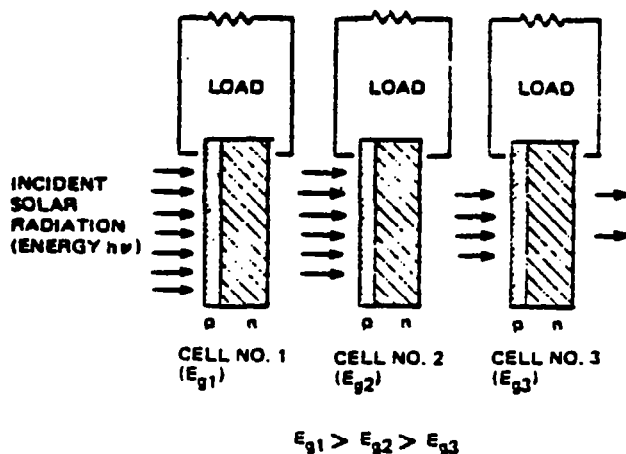 LOAD LOAD LOAD
INCIDENT
SOLAR
RADIATION
(ENERGY hν)
p n p n p n
CELL NO. 1 CELL NO. 2 CELL NO. 3
(Eg1) (Eg2) (Eg3)
Eg1 > Eg2 > Eg3